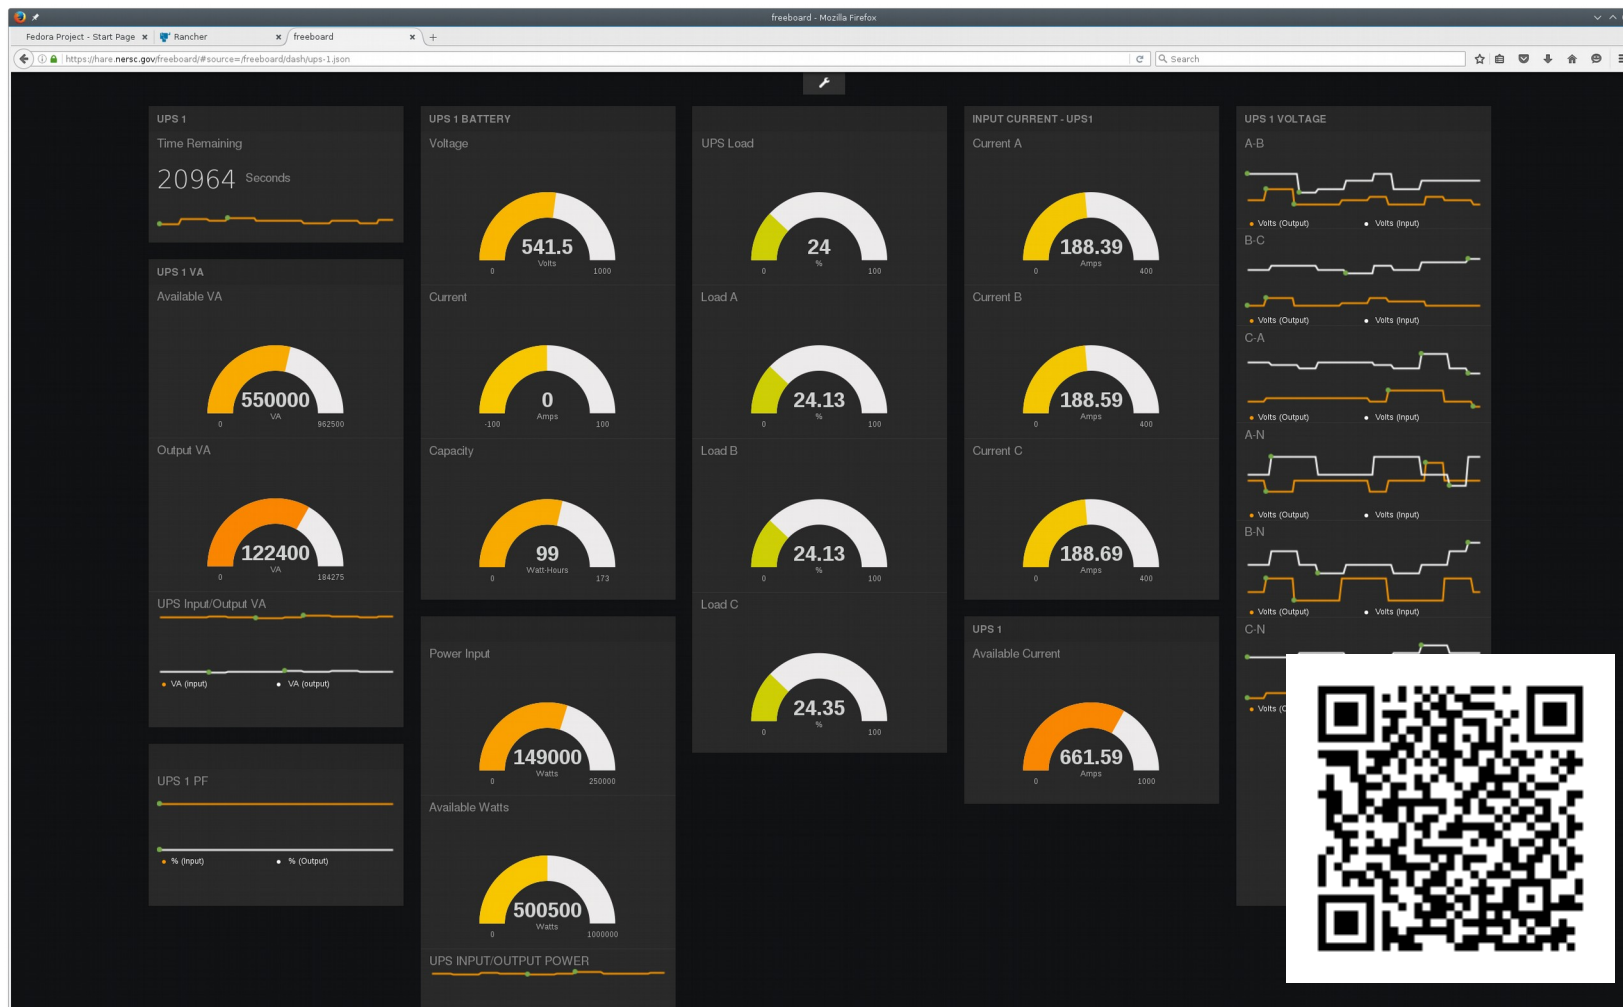 freeboard - Mozilla Firefox
Fedora Project - Start Page
Rancher
freeboard
https://hare.nersc.gov/freeboard/#source=/freeboard/dash/ups-1.json
Search
UPS 1
Time Remaining
20964 Seconds
UPS 1 VA
Available VA
550000
VA
0 962500
Output VA
122400
VA
0 184275
UPS Input/Output VA
VA (input) VA (output)
UPS 1 PF
% (Input) % (Output)
UPS 1 BATTERY
Voltage
541.5
Volts
0 1000
Current
0
Amps
-100 100
Capacity
99
Watt-Hours
0 173
Power Input
149000
Watts
0 250000
Available Watts
500500
Watts
0 1000000
UPS INPUT/OUTPUT POWER
UPS Load
24
%
0 100
Load A
24.13
%
0 100
Load B
24.13
%
0 100
Load C
24.35
%
0 100
INPUT CURRENT - UPS1
Current A
188.39
Amps
0 400
Current B
188.59
Amps
0 400
Current C
188.69
Amps
0 400
UPS 1
Available Current
661.59
Amps
0 1000
UPS 1 VOLTAGE
A-B
Volts (Output) Volts (Input)
B-C
Volts (Output) Volts (Input)
C-A
Volts (Output) Volts (Input)
A-N
Volts (Output) Volts (Input)
B-N
Volts (Output) Volts (Input)
C-N
Volts